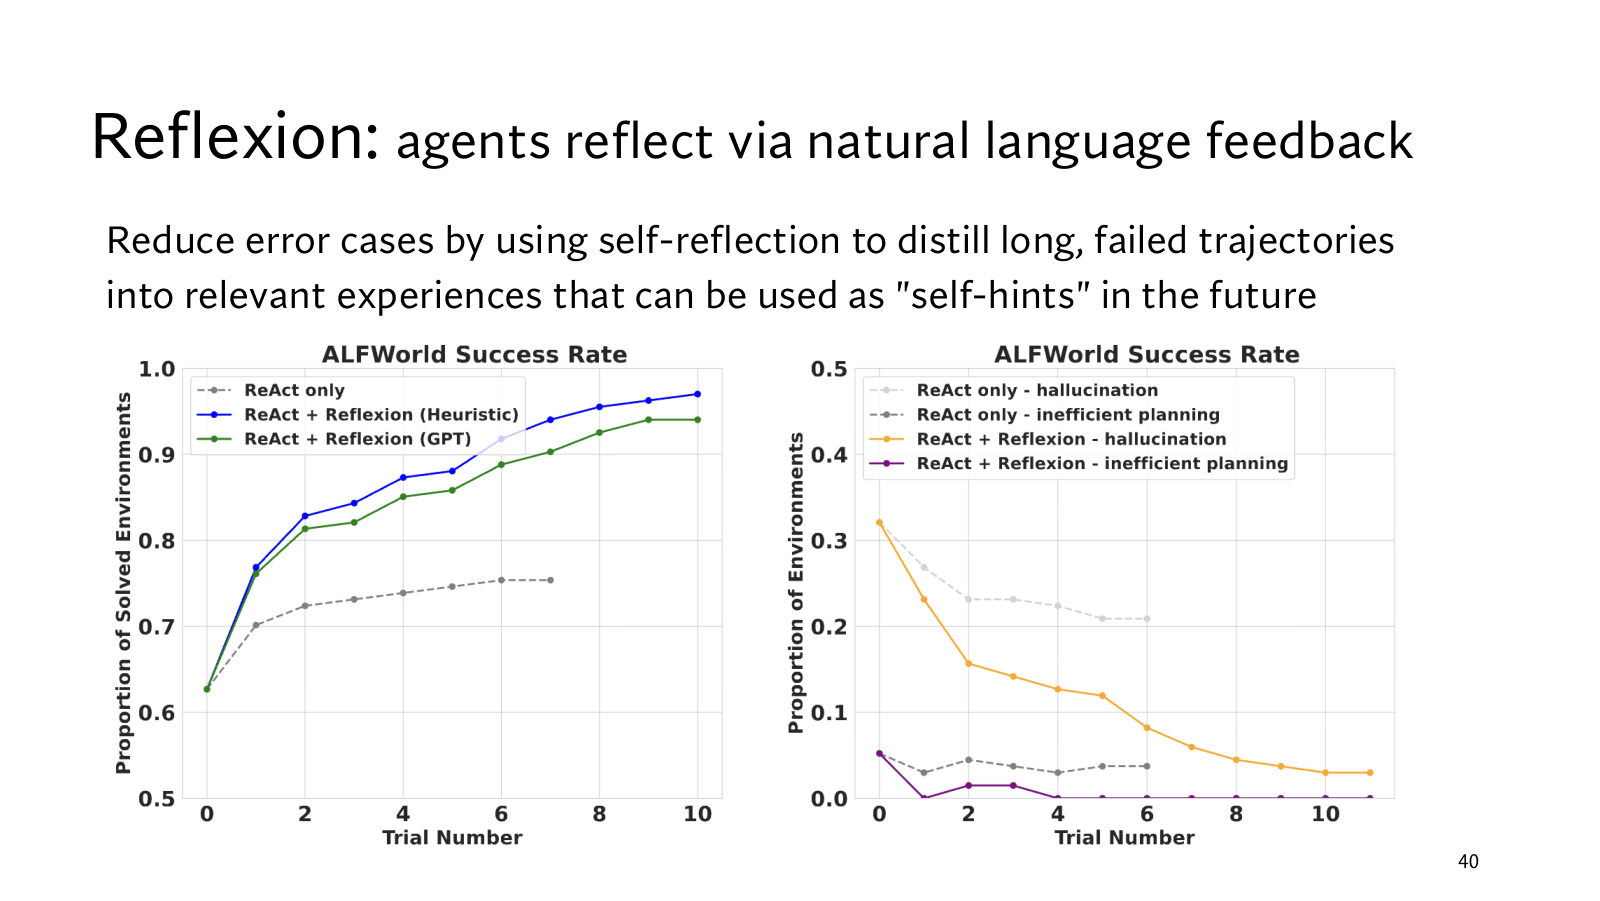 Reflexion: agents reflect via natural language feedback
Reduce error cases by using self-reflection to distill long, failed trajectories
into relevant experiences that can be used as "self-hints" in the future
ALFWorld Success Rate
ReAct only
ReAct + Reflexion (Heuristic)
ReAct + Reflexion (GPT)
Proportion of Solved Environments
1.0
0.9
0.8
0.7
0.6
0.5
0 2 4 6 8 10
Trial Number
ALFWorld Success Rate
ReAct only - hallucination
ReAct only - inefficient planning
ReAct + Reflexion - hallucination
ReAct + Reflexion - inefficient planning
Proportion of Environments
0.5
0.4
0.3
0.2
0.1
0.0
0 2 4 6 8 10
Trial Number
40